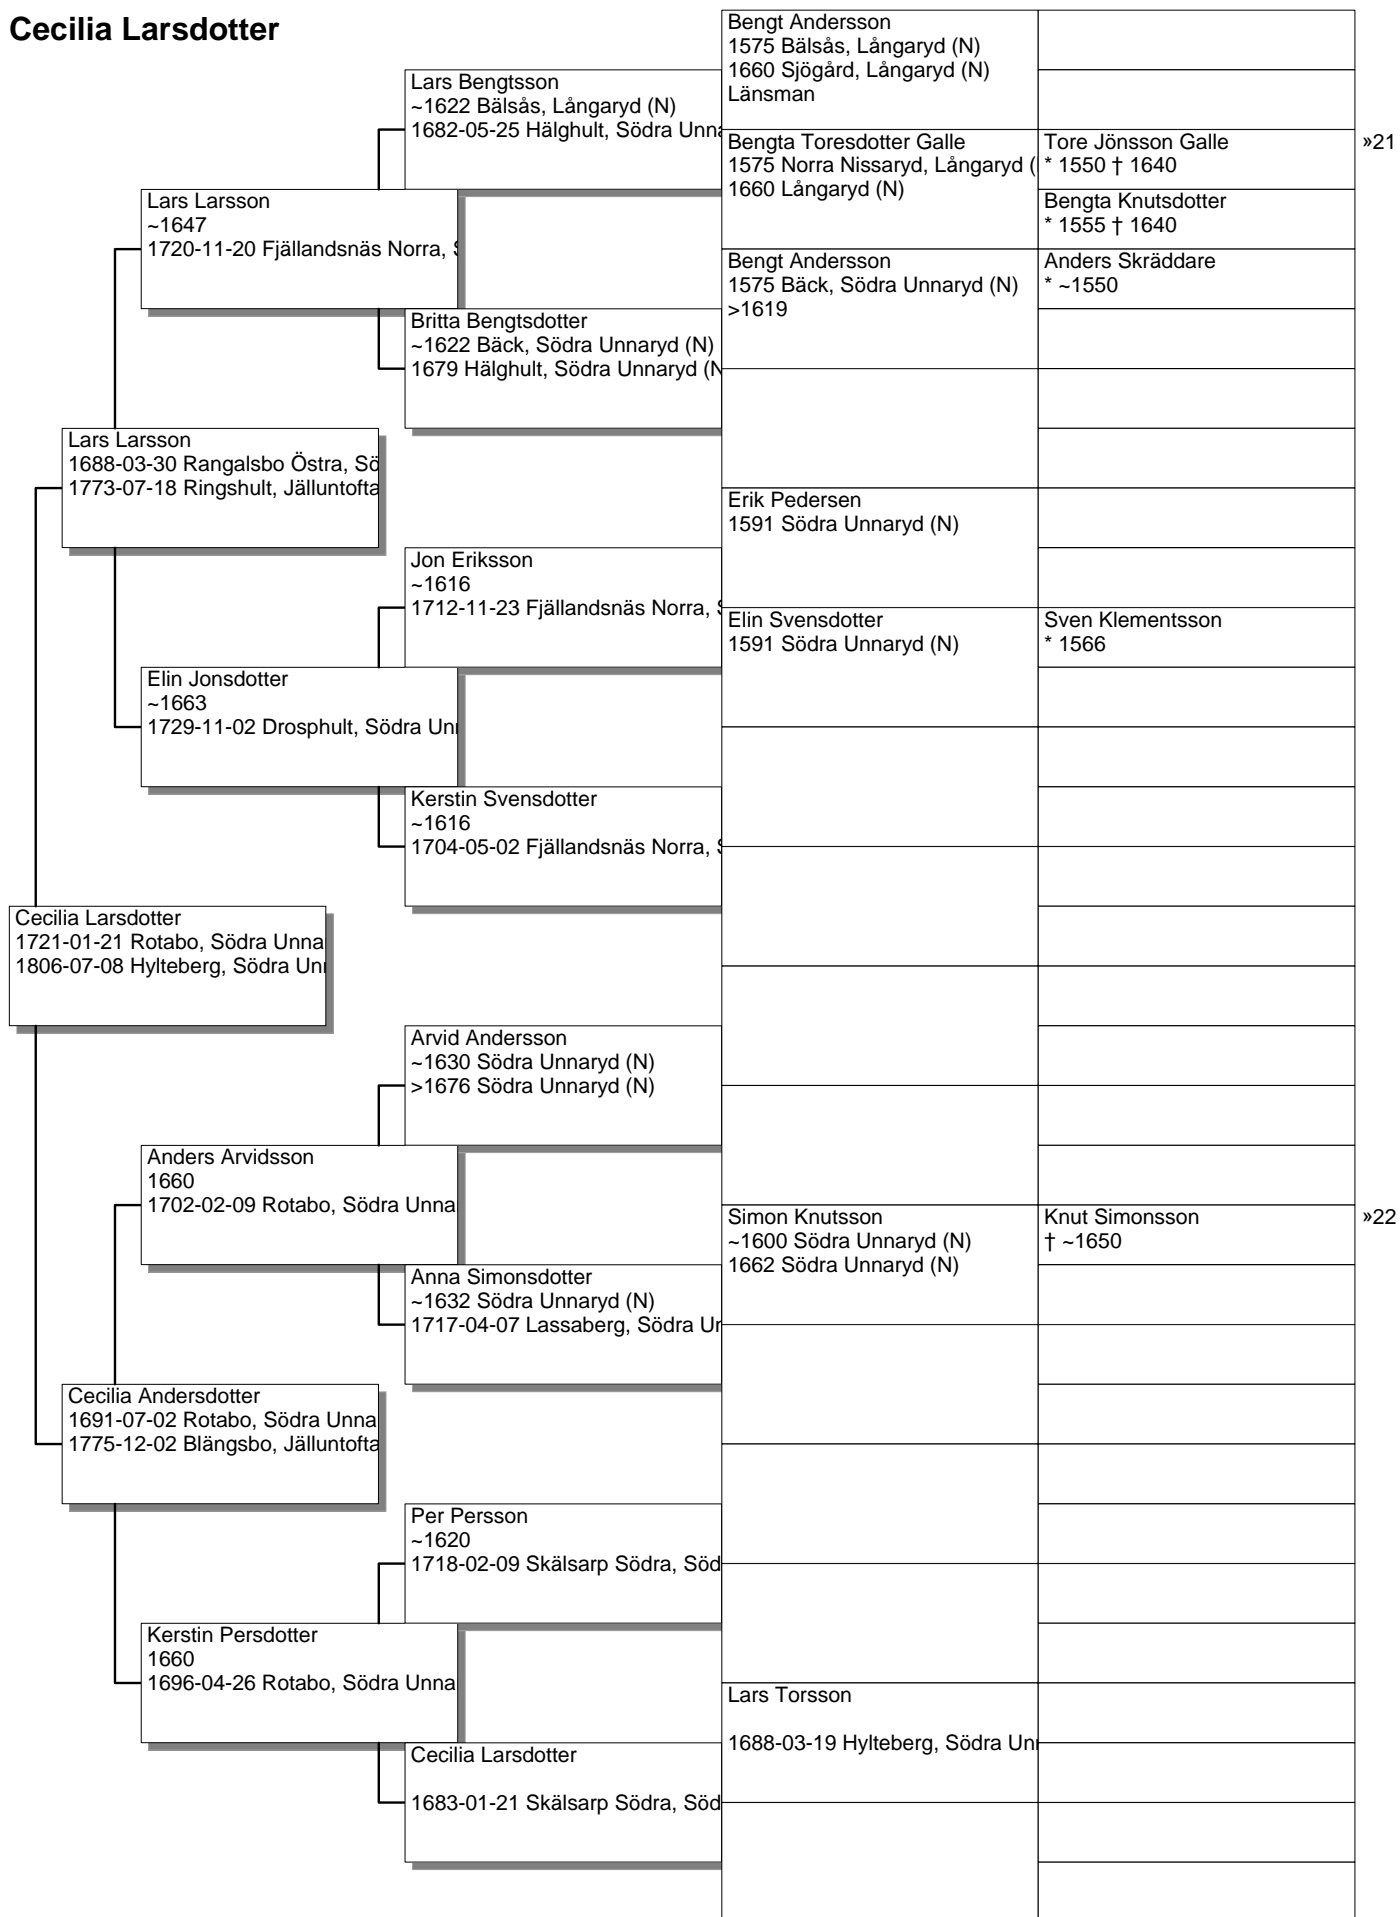 Cecilia Larsdotter
Bengt Andersson
1575 Bälsås, Långaryd (N)
1660 Sjögård, Långaryd (N)
Länsman
Lars Bengtsson
~1622 Bälsås, Långaryd (N)
1682-05-25 Hälghult, Södra Unna
Bengta Toresdotter Galle
1575 Norra Nissaryd, Långaryd (
1660 Långaryd (N)
Tore Jönsson Galle
* 1550 † 1640
»21
Bengta Knutsdotter
* 1555 † 1640
Lars Larsson
~1647
1720-11-20 Fjällandsnäs Norra, S
Bengt Andersson
1575 Bäck, Södra Unnaryd (N)
>1619
Anders Skräddare
* ~1550
Britta Bengtsdotter
~1622 Bäck, Södra Unnaryd (N)
1679 Hälghult, Södra Unnaryd (N
Lars Larsson
1688-03-30 Rangalsbo Östra, Sö
1773-07-18 Ringshult, Jälluntofta
Erik Pedersen
1591 Södra Unnaryd (N)
Jon Eriksson
~1616
1712-11-23 Fjällandsnäs Norra, S
Elin Svensdotter
1591 Södra Unnaryd (N)
Sven Klementsson
* 1566
Elin Jonsdotter
~1663
1729-11-02 Drosphult, Södra Unn
Kerstin Svensdotter
~1616
1704-05-02 Fjällandsnäs Norra, S
Cecilia Larsdotter
1721-01-21 Rotabo, Södra Unna
1806-07-08 Hylteberg, Södra Unn
Arvid Andersson
~1630 Södra Unnaryd (N)
>1676 Södra Unnaryd (N)
Anders Arvidsson
1660
1702-02-09 Rotabo, Södra Unna
Simon Knutsson
~1600 Södra Unnaryd (N)
1662 Södra Unnaryd (N)
Knut Simonsson
† ~1650
»22
Anna Simonsdotter
~1632 Södra Unnaryd (N)
1717-04-07 Lassaberg, Södra Un
Cecilia Andersdotter
1691-07-02 Rotabo, Södra Unna
1775-12-02 Blängsbo, Jälluntofta
Per Persson
~1620
1718-02-09 Skälsarp Södra, Söd
Kerstin Persdotter
1660
1696-04-26 Rotabo, Södra Unna
Lars Torsson
1688-03-19 Hylteberg, Södra Unn
Cecilia Larsdotter
1683-01-21 Skälsarp Södra, Söd